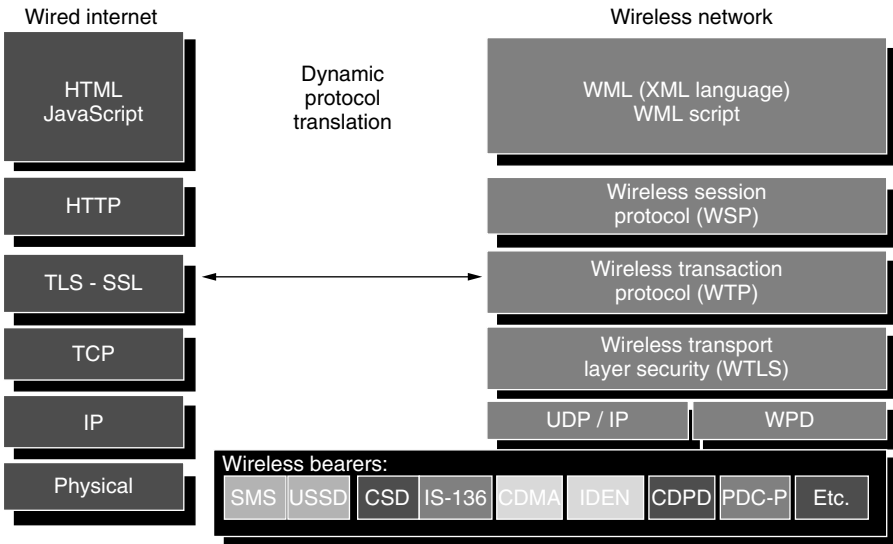 Wired internet
Wireless network
HTML
JavaScript
Dynamic
protocol
translation
WML (XML language)
WML script
HTTP
Wireless session
protocol (WSP)
TLS - SSL
Wireless transaction
protocol (WTP)
TCP
Wireless transport
layer security (WTLS)
IP
UDP / IP
WPD
Physical
Wireless bearers:
SMS
USSD
CSD
IS-136
CDMA
IDEN
CDPD
PDC-P
Etc.